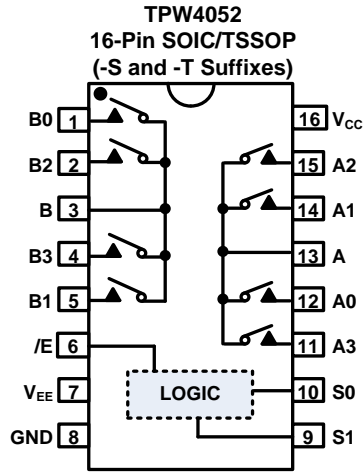 TPW4052
16-Pin SOIC/TSSOP
(-S and -T Suffixes)
B0 1 16 VCC
B2 2 15 A2
B 3 14 A1
B3 4 13 A
B1 5 12 A0
/E 6 11 A3
VEE 7 LOGIC 10 S0
GND 8 9 S1